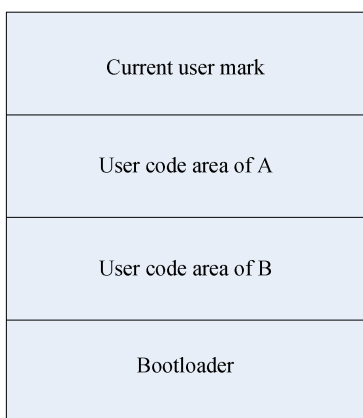 Current user mark
User code area of A
User code area of B
Bootloader